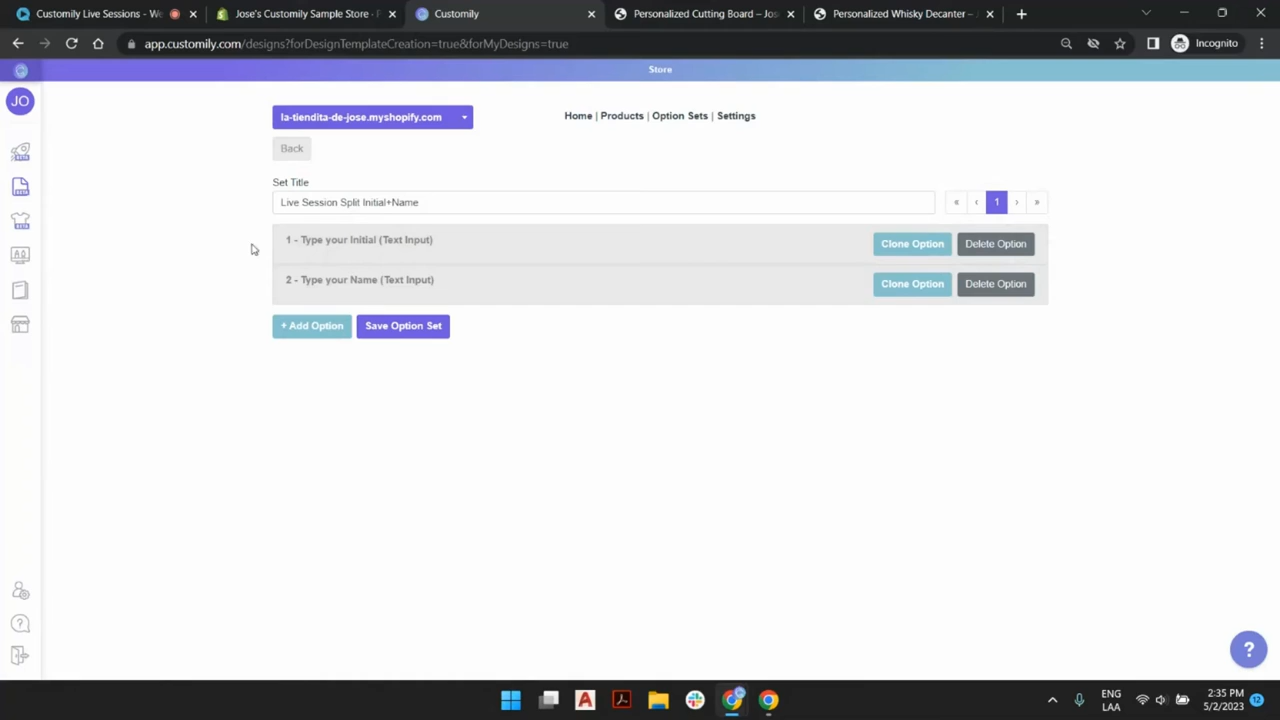 Customily Live Sessions - We
Jose's Customily Sample Store · P
Customily
Personalized Cutting Board – Jos
Personalized Whisky Decanter –
app.customily.com/designs?forDesignTemplateCreation=true&forMyDesigns=true
Incognito
Store
JO
la-tiendita-de-jose.myshopify.com
Home | Products | Option Sets | Settings
Back
Set Title
Live Session Split Initial+Name
« ‹ 1 › »
1 - Type your Initial (Text Input)
Clone Option
Delete Option
2 - Type your Name (Text Input)
Clone Option
Delete Option
+ Add Option
Save Option Set
?
ENG
LAA
2:35 PM
5/2/2023
12